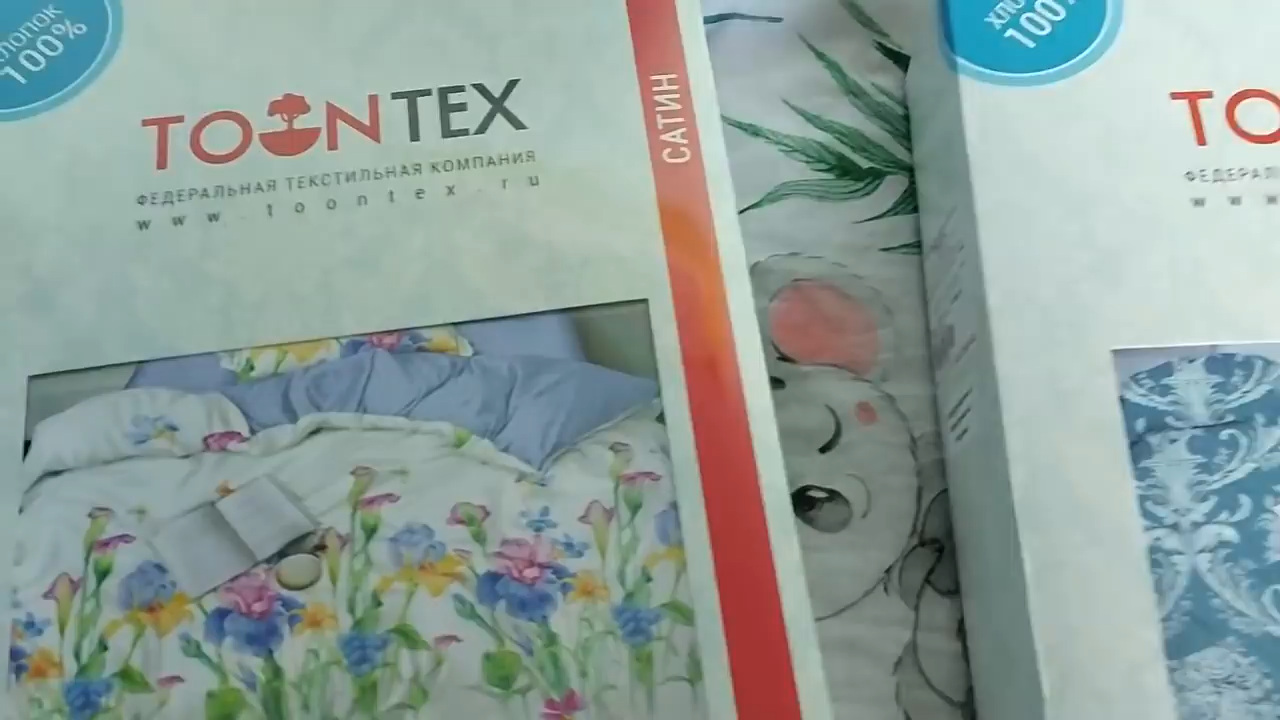 ХЛОПОК
100%
TOONTEX
ФЕДЕРАЛЬНАЯ ТЕКСТИЛЬНАЯ КОМПАНИЯ
www.toontex.ru
САТИН
100%